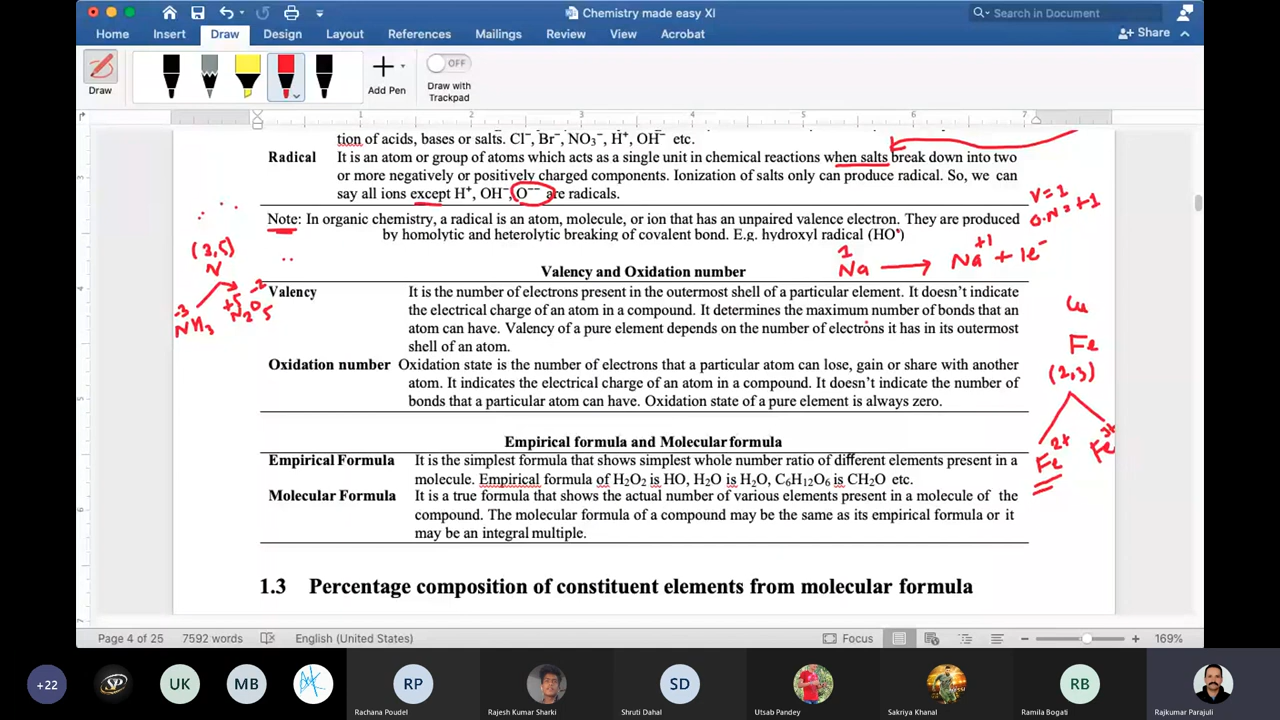 Chemistry made easy XI
Search in Document
Home Insert Draw Design Layout References Mailings Review View Acrobat
Share
Draw
OFF
Add Pen
Draw with
Trackpad
1 2 3 4 5 6 7
tion of acids, bases or salts. Cl⁻, Br⁻, NO₃⁻, H⁺, OH⁻ etc.
Radical It is an atom or group of atoms which acts as a single unit in chemical reactions when salts break down into two
or more negatively or positively charged components. Ionization of salts only can produce radical. So, we can
say all ions except H⁺, OH⁻, O⁻⁻ are radicals.
V=1
O.N = +1
Note: In organic chemistry, a radical is an atom, molecule, or ion that has an unpaired valence electron. They are produced
by homolytic and heterolytic breaking of covalent bond. E.g. hydroxyl radical (HO•)
(3,5)
N
-3 +5 -2
NH₃ N₂O₅
1 +1
Na → Na + 1e⁻
Valency and Oxidation number
Valency It is the number of electrons present in the outermost shell of a particular element. It doesn't indicate
the electrical charge of an atom in a compound. It determines the maximum number of bonds that an
atom can have. Valency of a pure element depends on the number of electrons it has in its outermost
shell of an atom.
Oxidation number Oxidation state is the number of electrons that a particular atom can lose, gain or share with another
atom. It indicates the electrical charge of an atom in a compound. It doesn't indicate the number of
bonds that a particular atom can have. Oxidation state of a pure element is always zero.
Cu
Fe
(2,3)
Fe²⁺ Fe³⁺
Empirical formula and Molecular formula
Empirical Formula It is the simplest formula that shows simplest whole number ratio of different elements present in a
molecule. Empirical formula of H₂O₂ is HO, H₂O is H₂O, C₆H₁₂O₆ is CH₂O etc.
Molecular Formula It is a true formula that shows the actual number of various elements present in a molecule of the
compound. The molecular formula of a compound may be the same as its empirical formula or it
may be an integral multiple.
1.3 Percentage composition of constituent elements from molecular formula
Page 4 of 25 7592 words English (United States) Focus 169%
+22 SP UK MB RP SD RB
Rachana Poudel Rajesh Kumar Sharki Shruti Dahal Utsab Pandey Sakriya Khanal Ramila Bogati Rajkumar Parajuli